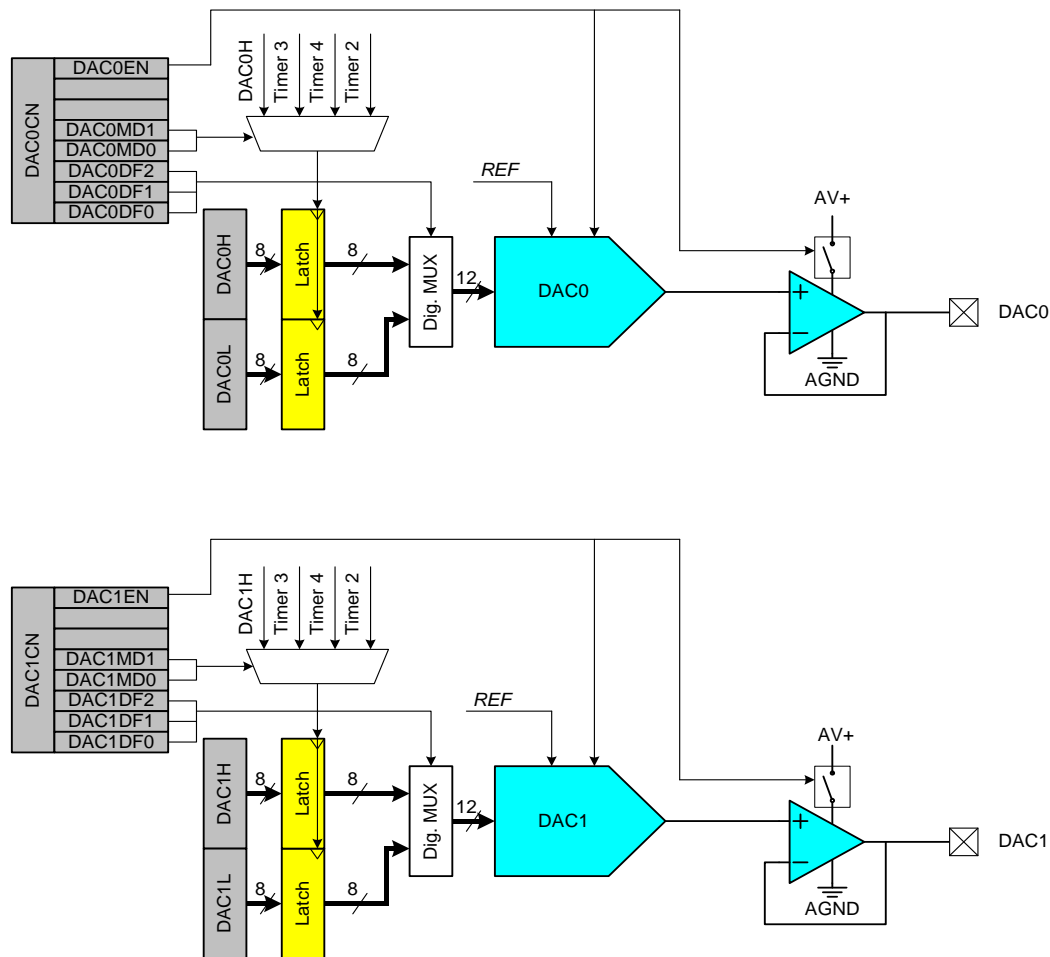 DAC0CN
DAC0EN
DAC0MD1
DAC0MD0
DAC0DF2
DAC0DF1
DAC0DF0
DAC0H
Timer 3
Timer 4
Timer 2
REF
AV+
DAC0H
8
Latch
8
Dig. MUX
12
DAC0
+
−
DAC0
AGND
DAC0L
8
Latch
8
DAC1CN
DAC1EN
DAC1MD1
DAC1MD0
DAC1DF2
DAC1DF1
DAC1DF0
DAC1H
Timer 3
Timer 4
Timer 2
REF
AV+
DAC1H
8
Latch
8
Dig. MUX
12
DAC1
+
−
DAC1
AGND
DAC1L
8
Latch
8